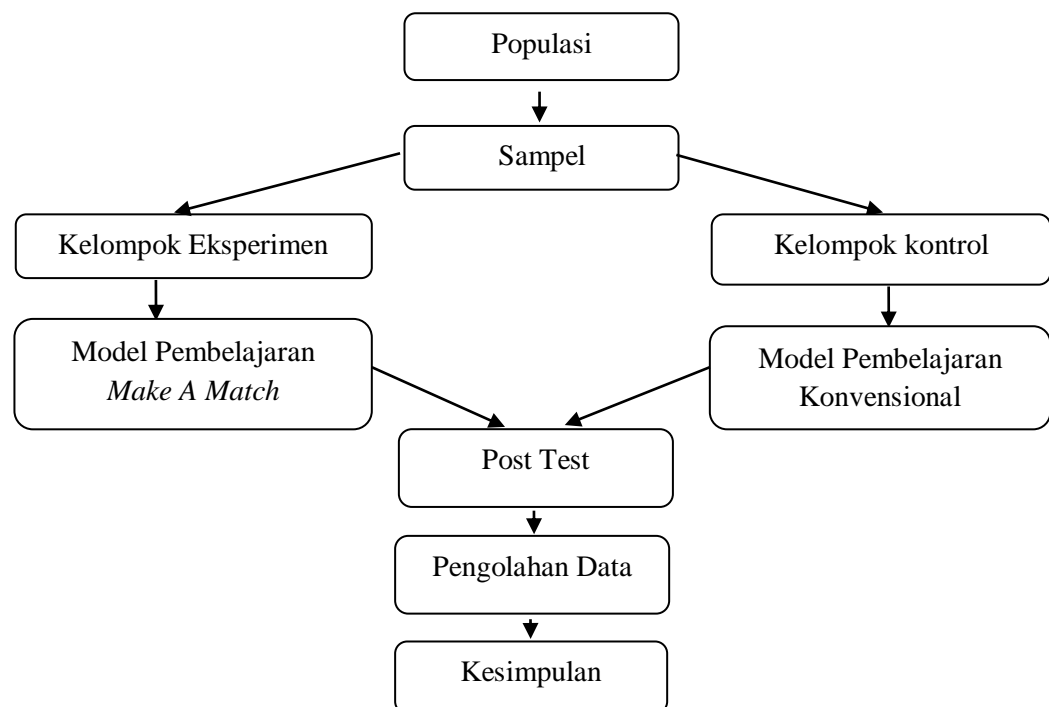 Populasi
Sampel
Kelompok Eksperimen
Kelompok kontrol
Model Pembelajaran
Make A Match
Model Pembelajaran
Konvensional
Post Test
Pengolahan Data
Kesimpulan